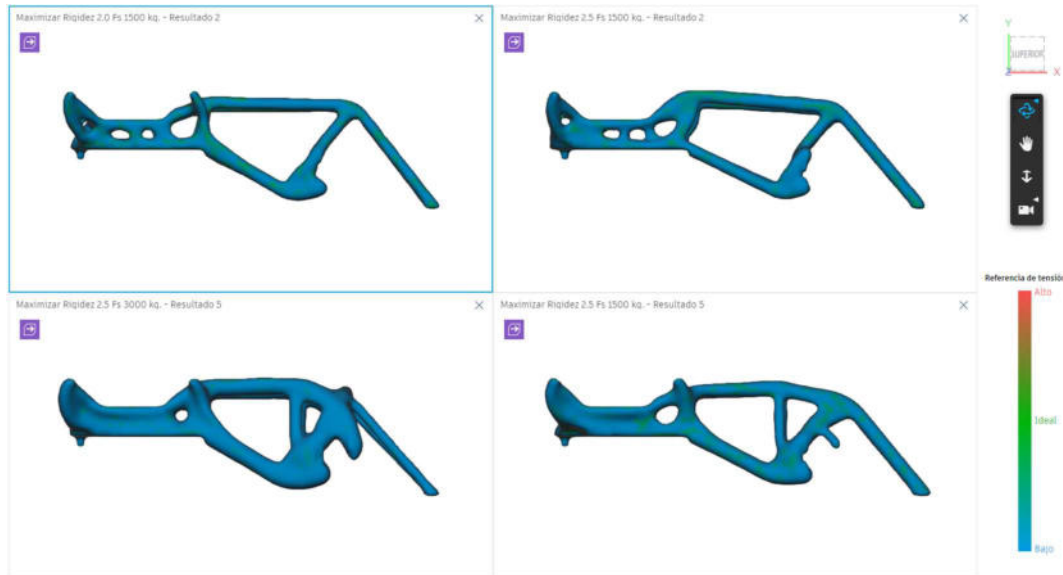 Maximizar Rigidez 2.0 Fs 1500 kg. - Resultado 2
Maximizar Rigidez 2.5 Fs 1500 kg. - Resultado 2
Y
SUPERIOR
Z
X
Referencia de tensión
Alto
Ideal
Bajo
Maximizar Rigidez 2.5 Fs 3000 kg. - Resultado 5
Maximizar Rigidez 2.5 Fs 1500 kg. - Resultado 5